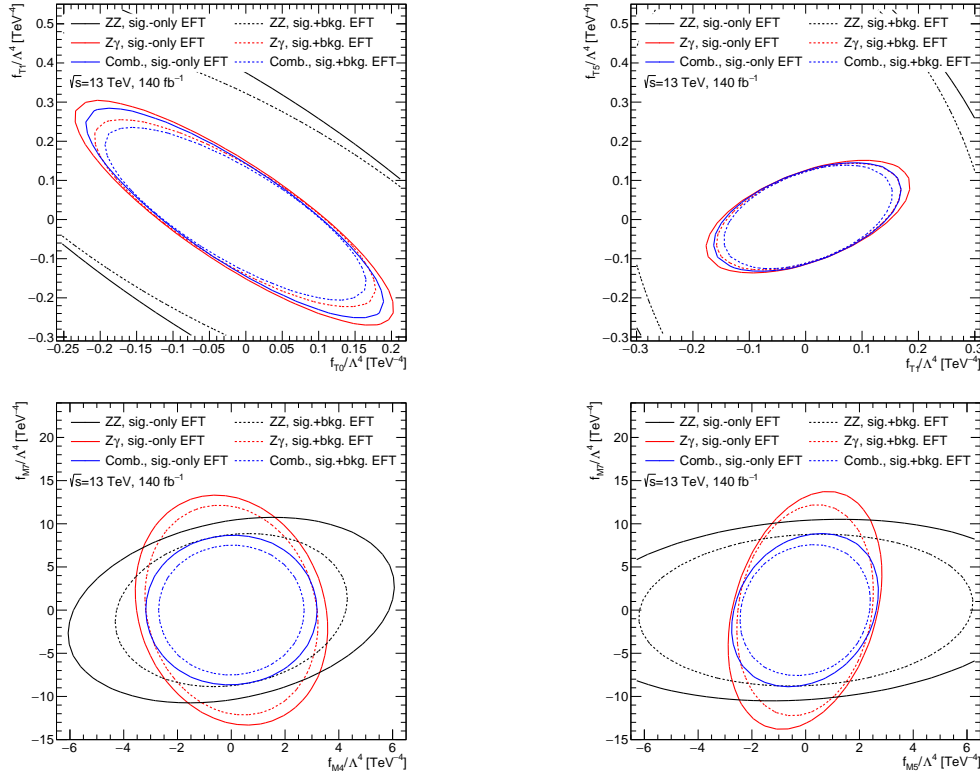 f_T1/Λ⁴ [TeV⁻⁴]
0.5
0.4
0.3
0.2
0.1
0
−0.1
−0.2
−0.3
ZZ, sig-only EFT
ZZ, sig.+bkg. EFT
Zγ, sig.-only EFT
Zγ, sig.+bkg. EFT
Comb., sig-only EFT
Comb., sig.+bkg. EFT
√s=13 TeV, 140 fb⁻¹
−0.25 −0.2 −0.15 −0.1 −0.05 0 0.05 0.1 0.15 0.2
f_T0/Λ⁴ [TeV⁻⁴]
f_T5/Λ⁴ [TeV⁻⁴]
0.5
0.4
0.3
0.2
0.1
0
−0.1
−0.2
−0.3
ZZ, sig-only EFT
ZZ, sig.+bkg. EFT
Zγ, sig.-only EFT
Zγ, sig.+bkg. EFT
Comb., sig-only EFT
Comb., sig.+bkg. EFT
√s=13 TeV, 140 fb⁻¹
−0.3 −0.2 −0.1 0 0.1 0.2 0.3
f_T1/Λ⁴ [TeV⁻⁴]
f_M7/Λ⁴ [TeV⁻⁴]
20
15
10
5
0
−5
−10
−15
ZZ, sig-only EFT
ZZ, sig.+bkg. EFT
Zγ, sig-only EFT
Zγ, sig.+bkg. EFT
Comb., sig-only EFT
Comb., sig.+bkg. EFT
√s=13 TeV, 140 fb⁻¹
−6 −4 −2 0 2 4 6
f_M4/Λ⁴ [TeV⁻⁴]
f_M7/Λ⁴ [TeV⁻⁴]
20
15
10
5
0
−5
−10
−15
ZZ, sig-only EFT
ZZ, sig.+bkg. EFT
Zγ, sig-only EFT
Zγ, sig.+bkg. EFT
Comb., sig-only EFT
Comb., sig.+bkg. EFT
√s=13 TeV, 140 fb⁻¹
−6 −4 −2 0 2 4 6
f_M5/Λ⁴ [TeV⁻⁴]